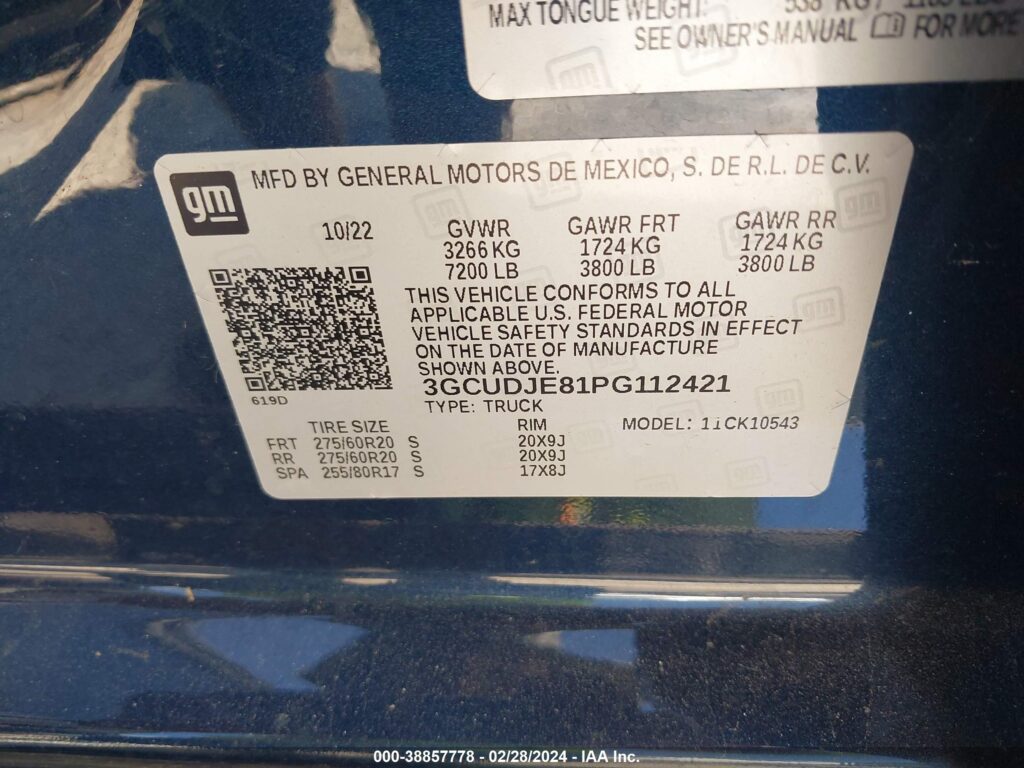 MAX TONGUE WEIGHT: 538 KG /
SEE OWNER'S MANUAL FOR MORE
gm
MFD BY GENERAL MOTORS DE MEXICO, S. DE R.L. DE C.V.
10/22 GVWR GAWR FRT GAWR RR
3266 KG 1724 KG 1724 KG
7200 LB 3800 LB 3800 LB
THIS VEHICLE CONFORMS TO ALL
APPLICABLE U.S. FEDERAL MOTOR
VEHICLE SAFETY STANDARDS IN EFFECT
ON THE DATE OF MANUFACTURE
SHOWN ABOVE.
3GCUDJE81PG112421
619D
TYPE: TRUCK
TIRE SIZE RIM MODEL: 11CK10543
FRT 275/60R20 S 20X9J
RR 275/60R20 S 20X9J
SPA 255/80R17 S 17X8J
000-38857778 - 02/28/2024 - IAA Inc.